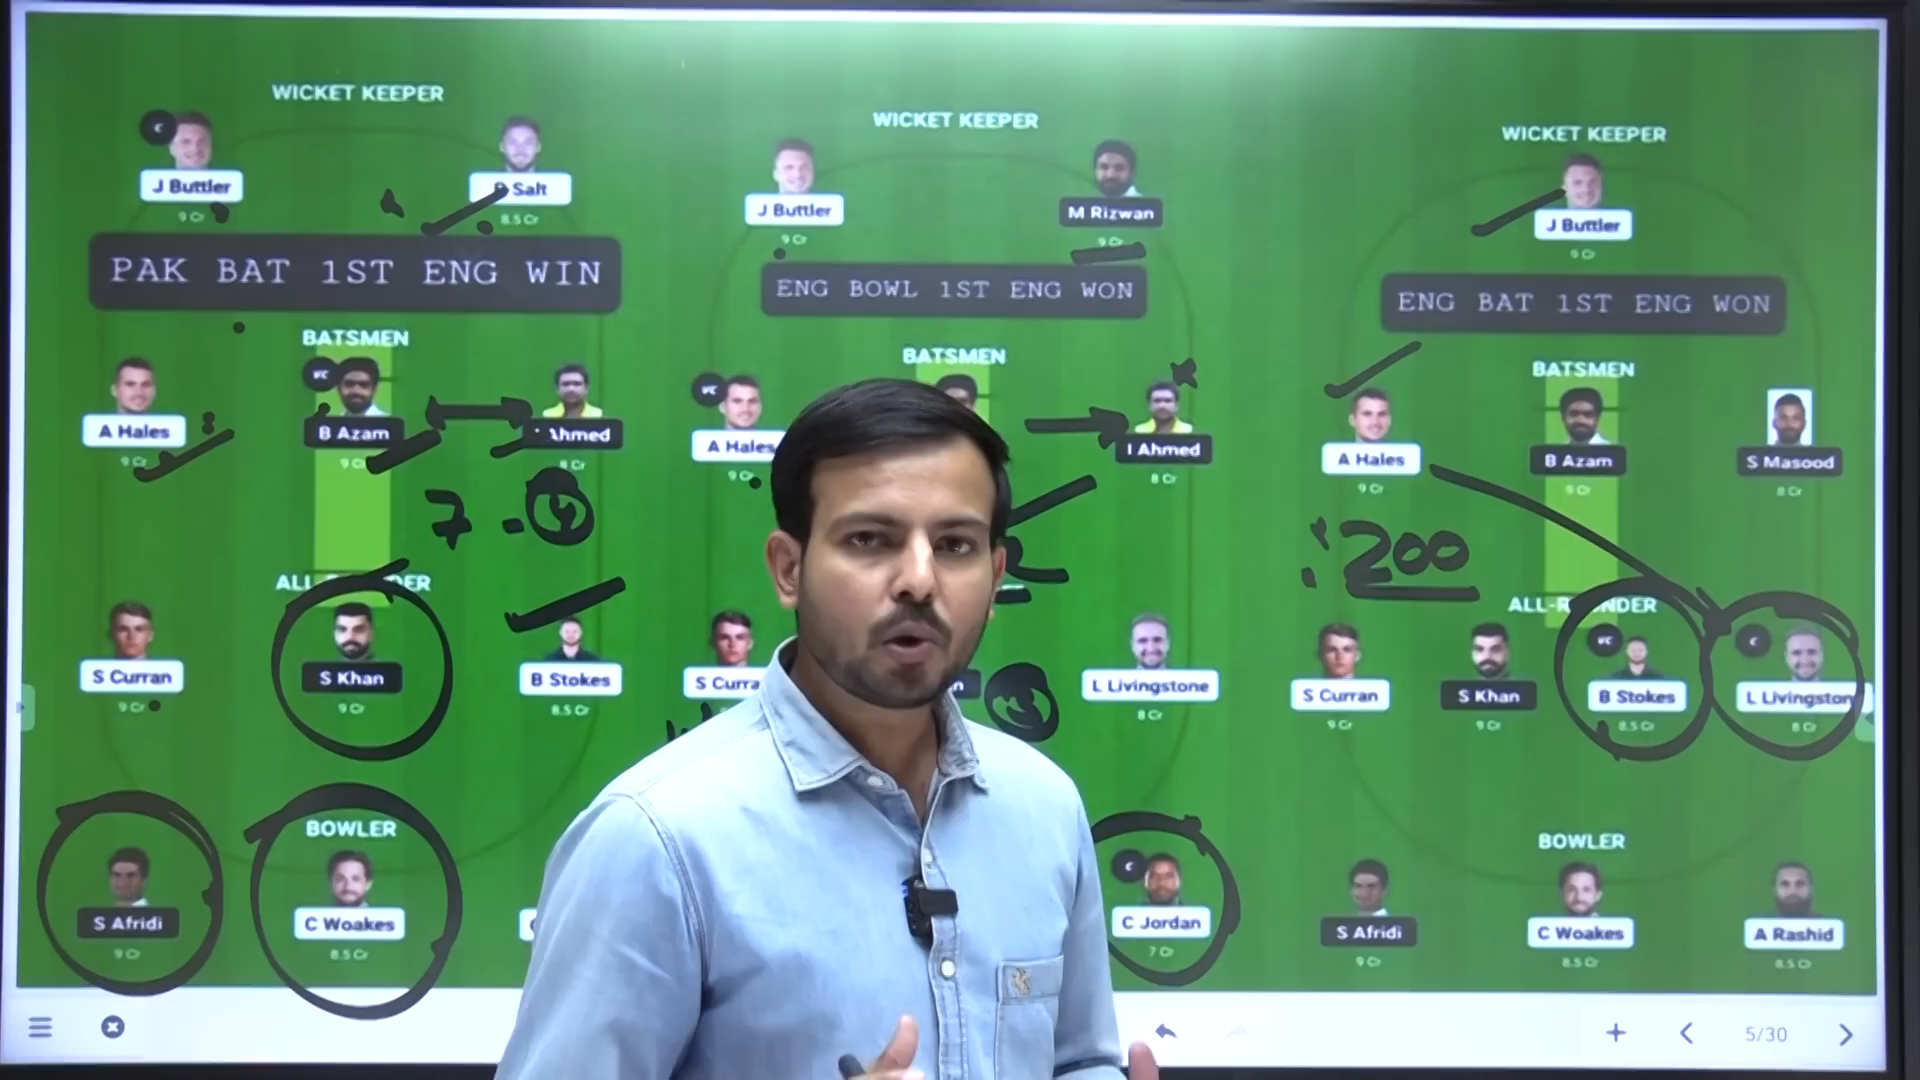 WICKET KEEPER
C
J Buttler
9 Cr
Salt
8.5 Cr
PAK BAT 1ST ENG WIN
BATSMEN
A Hales
9 Cr
VC
B Azam
9 Cr
Ahmed
8 Cr
7 - 4
S Curran
9 Cr
S Khan
9 Cr
B Stokes
8.5 Cr
BOWLER
S Afridi
9 Cr
C Woakes
8.5 Cr
WICKET KEEPER
J Buttler
9 Cr
M Rizwan
9 Cr
ENG BOWL 1ST ENG WON
BATSMEN
VC
A Hales
9 Cr
I Ahmed
8 Cr
S Curra
L Livingstone
8 Cr
C
C Jordan
7 Cr
WICKET KEEPER
J Buttler
9 Cr
ENG BAT 1ST ENG WON
BATSMEN
A Hales
9 Cr
B Azam
9 Cr
S Masood
8 Cr
200
S Curran
9 Cr
S Khan
9 Cr
VC
B Stokes
8.5 Cr
C
L Livingston
8 Cr
BOWLER
S Afridi
9 Cr
C Woakes
8.5 Cr
A Rashid
8.5 Cr
5/30